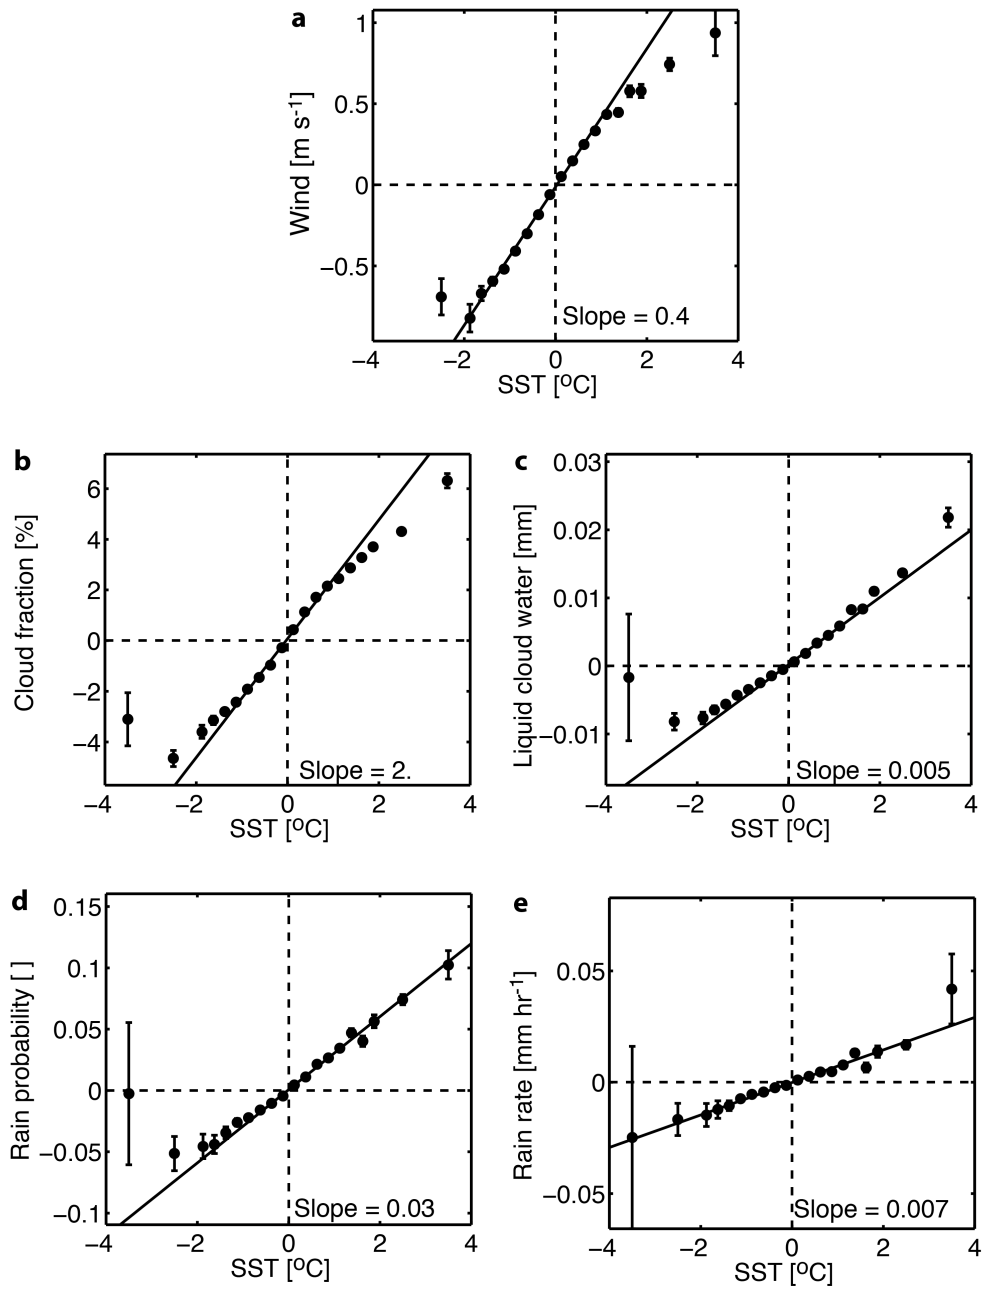 a
1
0.5
0
−0.5
Wind [m s-1]
Slope = 0.4
−4 −2 0 2 4
SST [oC]
b
6
4
2
0
−2
−4
Cloud fraction [%]
Slope = 2.
−4 −2 0 2 4
SST [oC]
c
0.03
0.02
0.01
0
−0.01
Liquid cloud water [mm]
Slope = 0.005
−4 −2 0 2 4
SST [oC]
d
0.15
0.1
0.05
0
−0.05
−0.1
Rain probability [ ]
Slope = 0.03
−4 −2 0 2 4
SST [oC]
e
0.05
0
−0.05
Rain rate [mm hr-1]
Slope = 0.007
−4 −2 0 2 4
SST [oC]